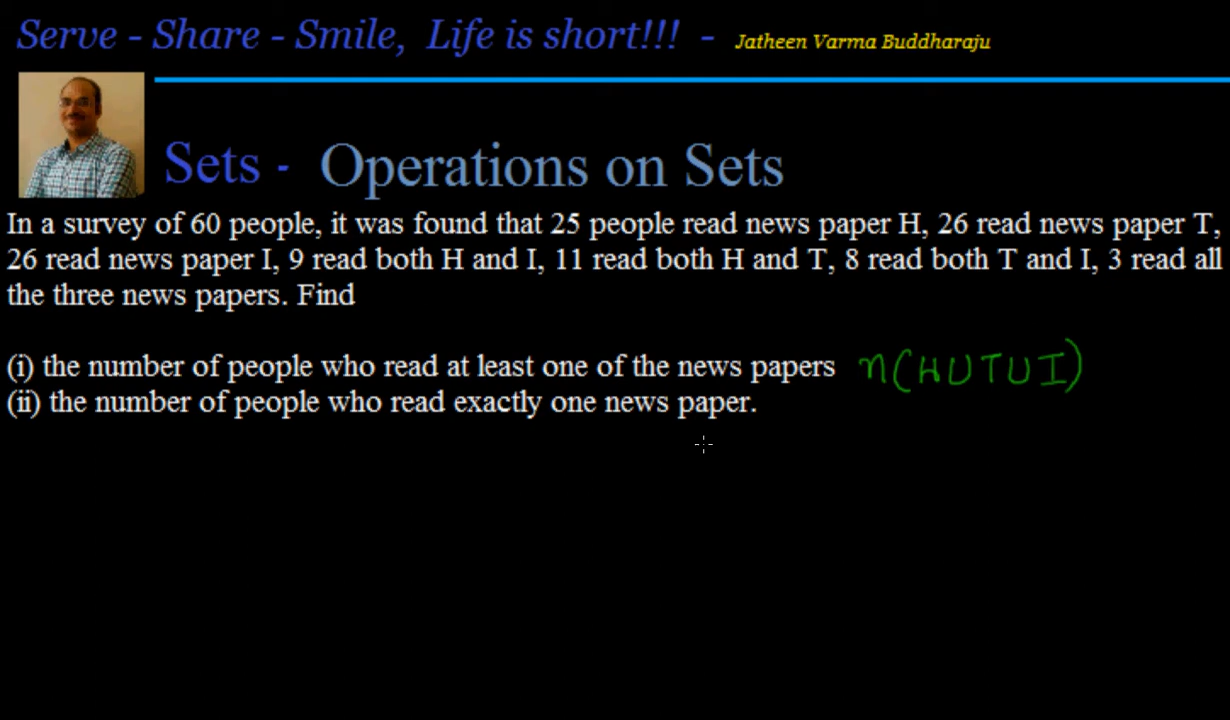 Serve - Share - Smile, Life is short!!! - Jatheen Varma Buddharaju
Sets - Operations on Sets
In a survey of 60 people, it was found that 25 people read news paper H, 26 read news paper T,
26 read news paper I, 9 read both H and I, 11 read both H and T, 8 read both T and I, 3 read all
the three news papers. Find
(i) the number of people who read at least one of the news papers n(HUTUI)
(ii) the number of people who read exactly one news paper.